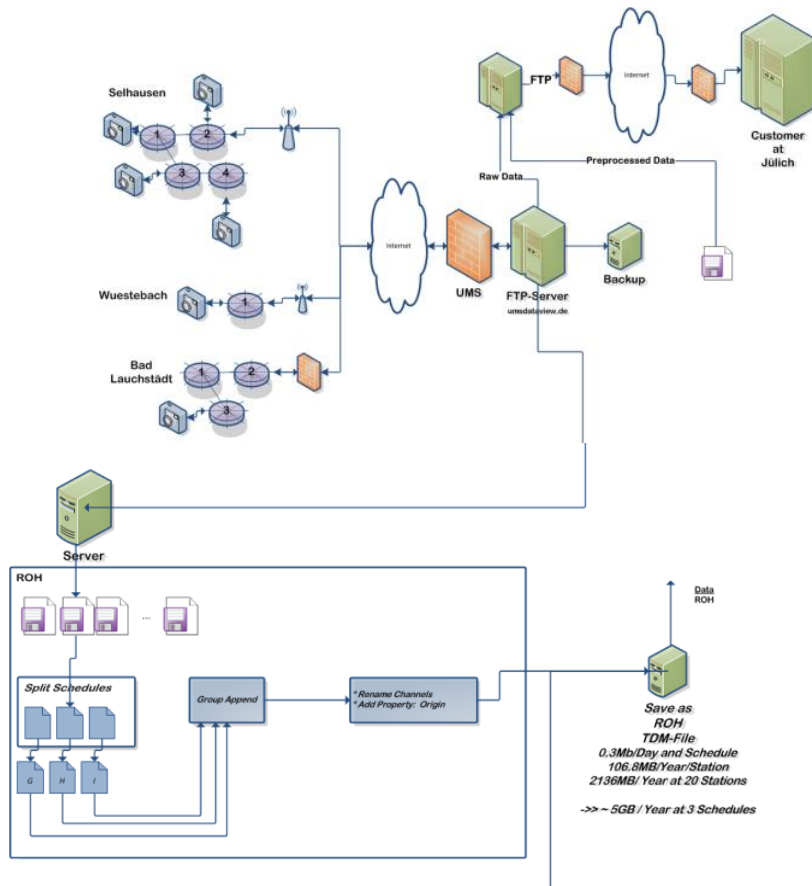 Selhausen
1
2
3
4
FTP
Internet
Customer
at
Jülich
Preprocessed Data
Raw Data
Internet
UMS
FTP-Server
umsdataview.de
Backup
Wuestebach
1
Bad
Lauchstädt
1
2
3
Server
ROH
...
Split Schedules
G
H
I
Group Append
* Rename Channels
* Add Property: Origin
Data
ROH
Save as
ROH
TDM-File
0,3Mb/Day and Schedule
106.8MB/Year/Station
2136MB/ Year at 20 Stations
->> ~ 5GB / Year at 3 Schedules